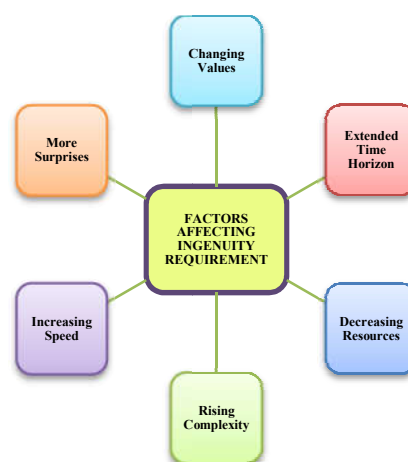 Changing
Values
More
Surprises
Extended
Time
Horizon
FACTORS
AFFECTING
INGENUITY
REQUIREMENT
Increasing
Speed
Decreasing
Resources
Rising
Complexity